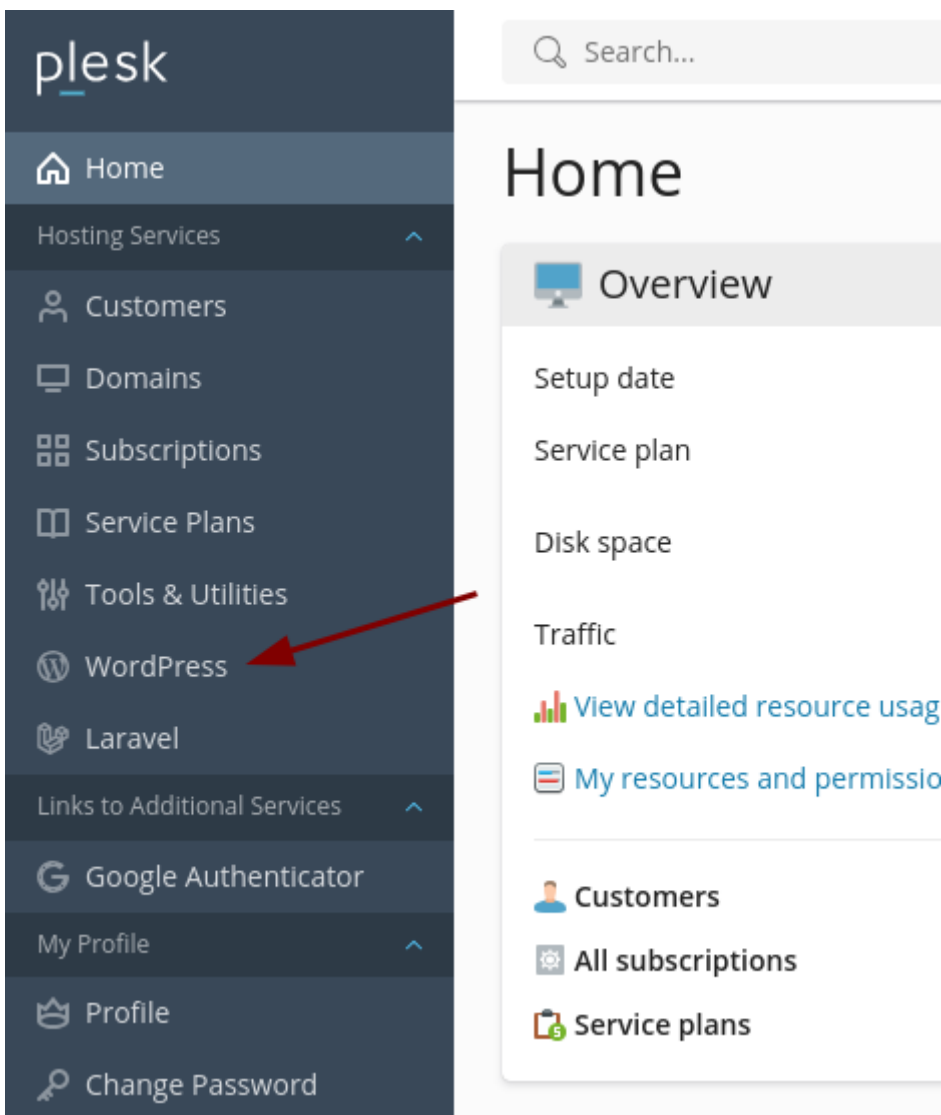 plesk
Home
Hosting Services
Customers
Domains
Subscriptions
Service Plans
Tools & Utilities
WordPress
Laravel
Links to Additional Services
Google Authenticator
My Profile
Profile
Change Password
Search...
Home
Overview
Setup date
Service plan
Disk space
Traffic
View detailed resource usag
My resources and permissio
Customers
All subscriptions
Service plans